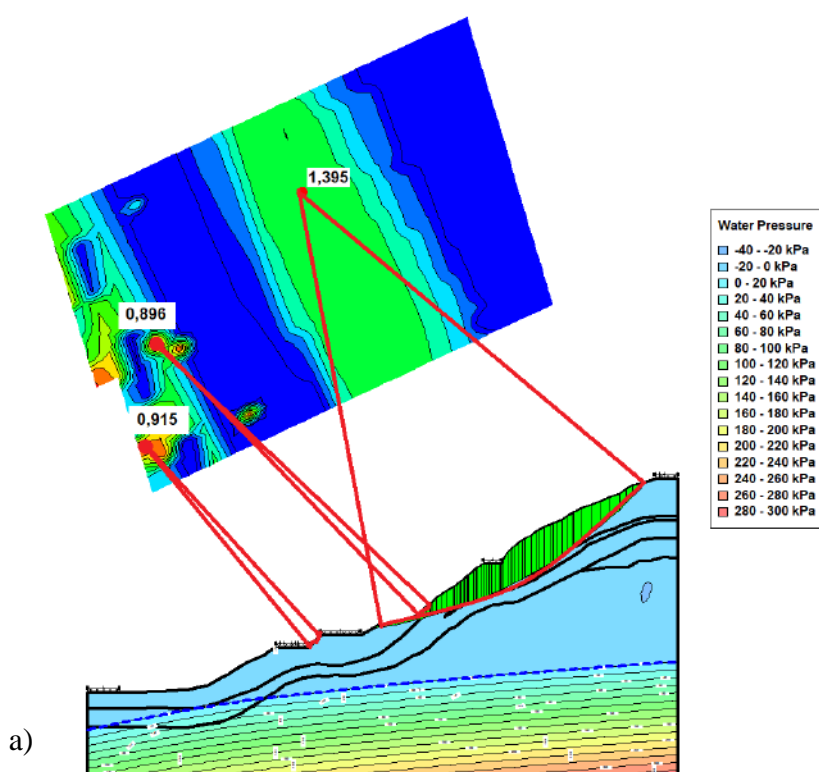 1,395
0,896
0,915
Water Pressure
-40 - -20 kPa
-20 - 0 kPa
0 - 20 kPa
20 - 40 kPa
40 - 60 kPa
60 - 80 kPa
80 - 100 kPa
100 - 120 kPa
120 - 140 kPa
140 - 160 kPa
160 - 180 kPa
180 - 200 kPa
200 - 220 kPa
220 - 240 kPa
240 - 260 kPa
260 - 280 kPa
280 - 300 kPa
a)